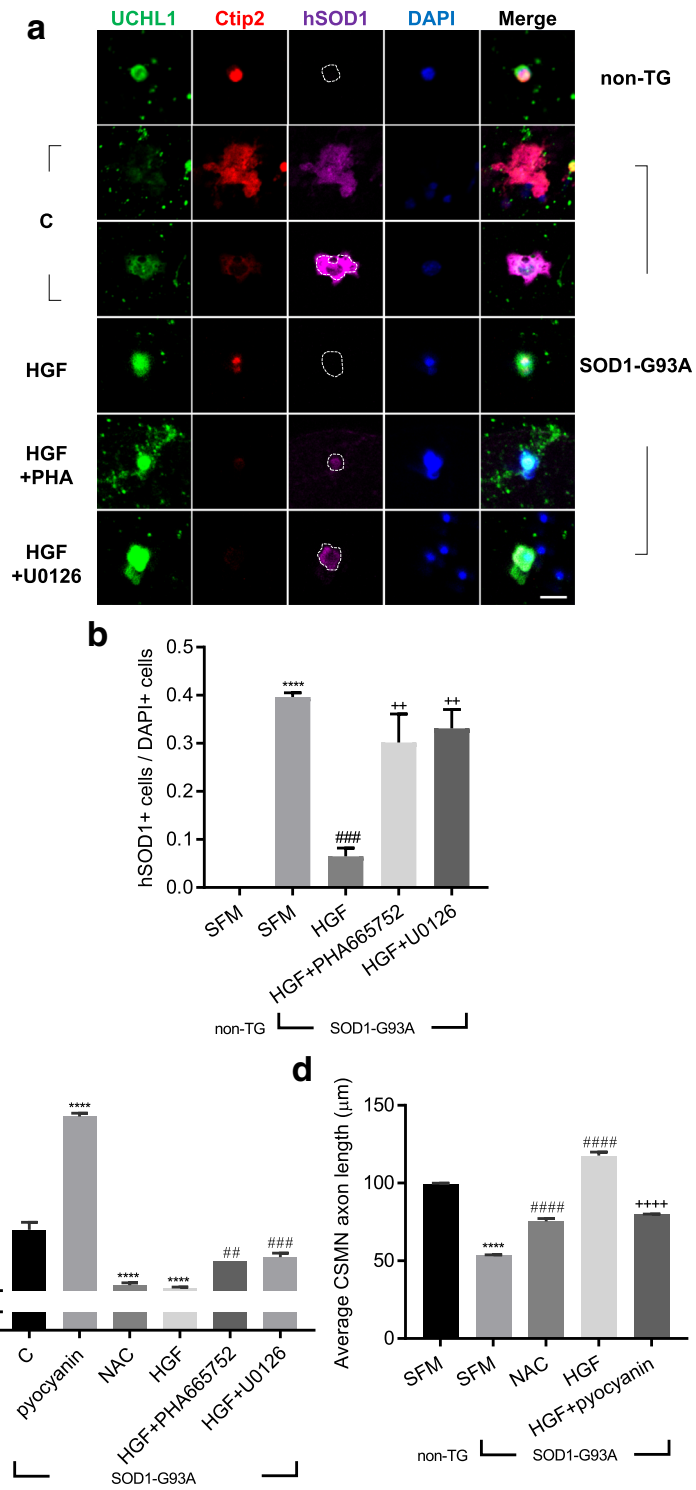 a
UCHL1 Ctip2 hSOD1 DAPI Merge
non-TG
C
HGF
SOD1-G93A
HGF
+PHA
HGF
+U0126
b
hSOD1+ cells / DAPI+ cells
0.5
0.4
0.3
0.2
0.1
0.0
****
###
++
++
SFM
SFM
HGF
HGF+PHA665752
HGF+U0126
non-TG
SOD1-G93A
****
****
****
##
###
C
pyocyanin
NAC
HGF
HGF+PHA665752
HGF+U0126
SOD1-G93A
d
Average CSMN axon length (μm)
150
100
50
0
****
####
####
++++
SFM
SFM
NAC
HGF
HGF+pyocyanin
non-TG
SOD1-G93A